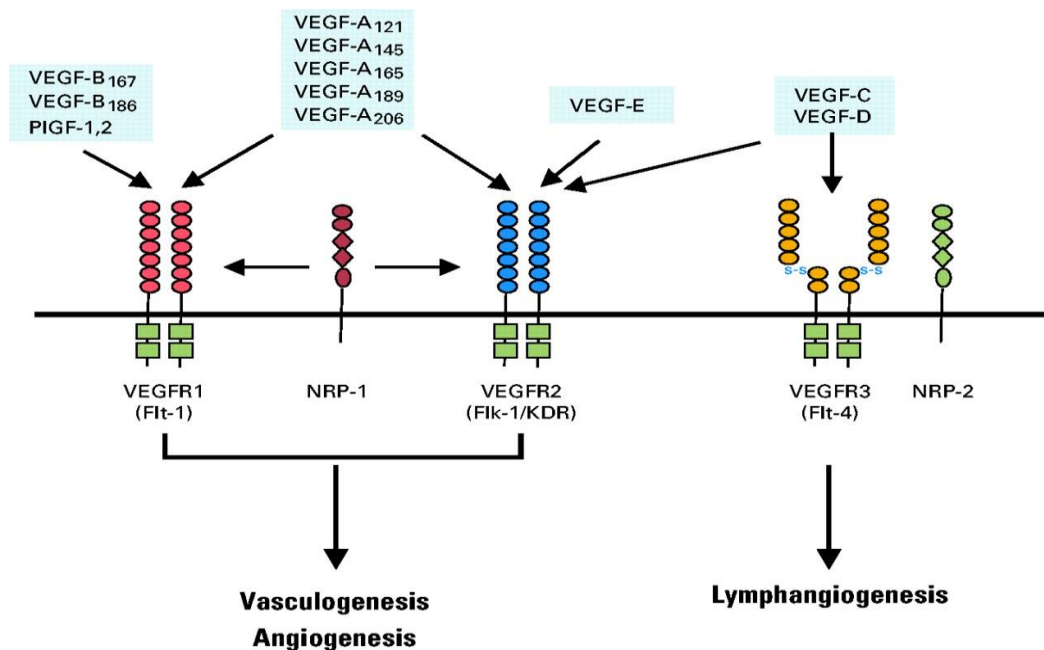 VEGF-A121
VEGF-A145
VEGF-A165
VEGF-A189
VEGF-A206
VEGF-B167
VEGF-B186
PIGF-1,2
VEGF-E
VEGF-C
VEGF-D
S-S
S-S
VEGFR1
(Flt-1)
NRP-1
VEGFR2
(Flk-1/KDR)
VEGFR3
(Flt-4)
NRP-2
Vasculogenesis
Angiogenesis
Lymphangiogenesis